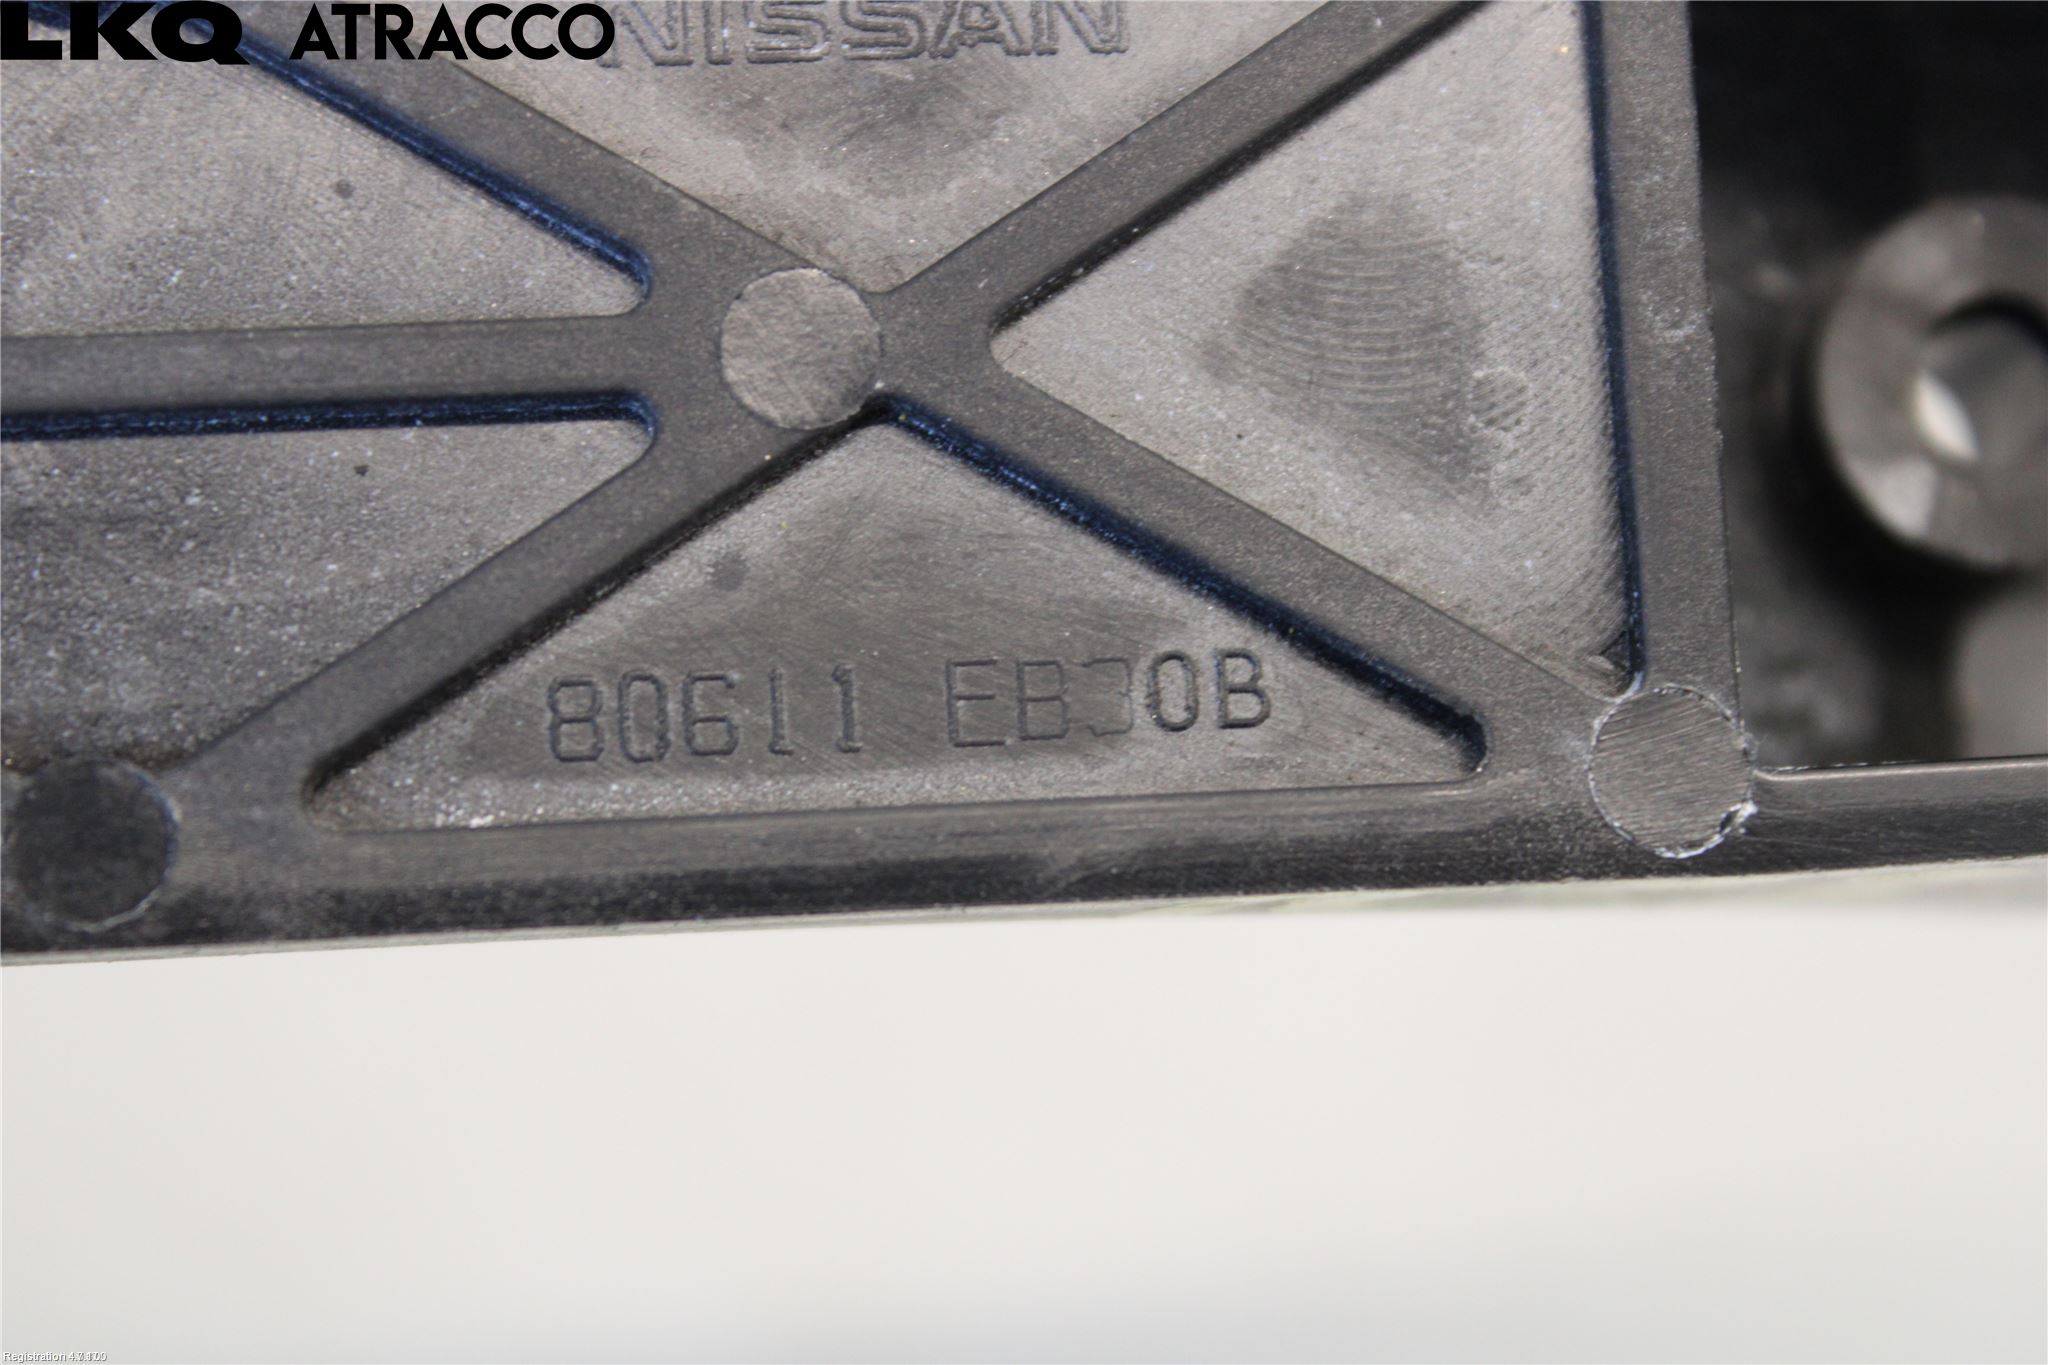 LKQ ATRACCO
NISSAN
80611 EB30B